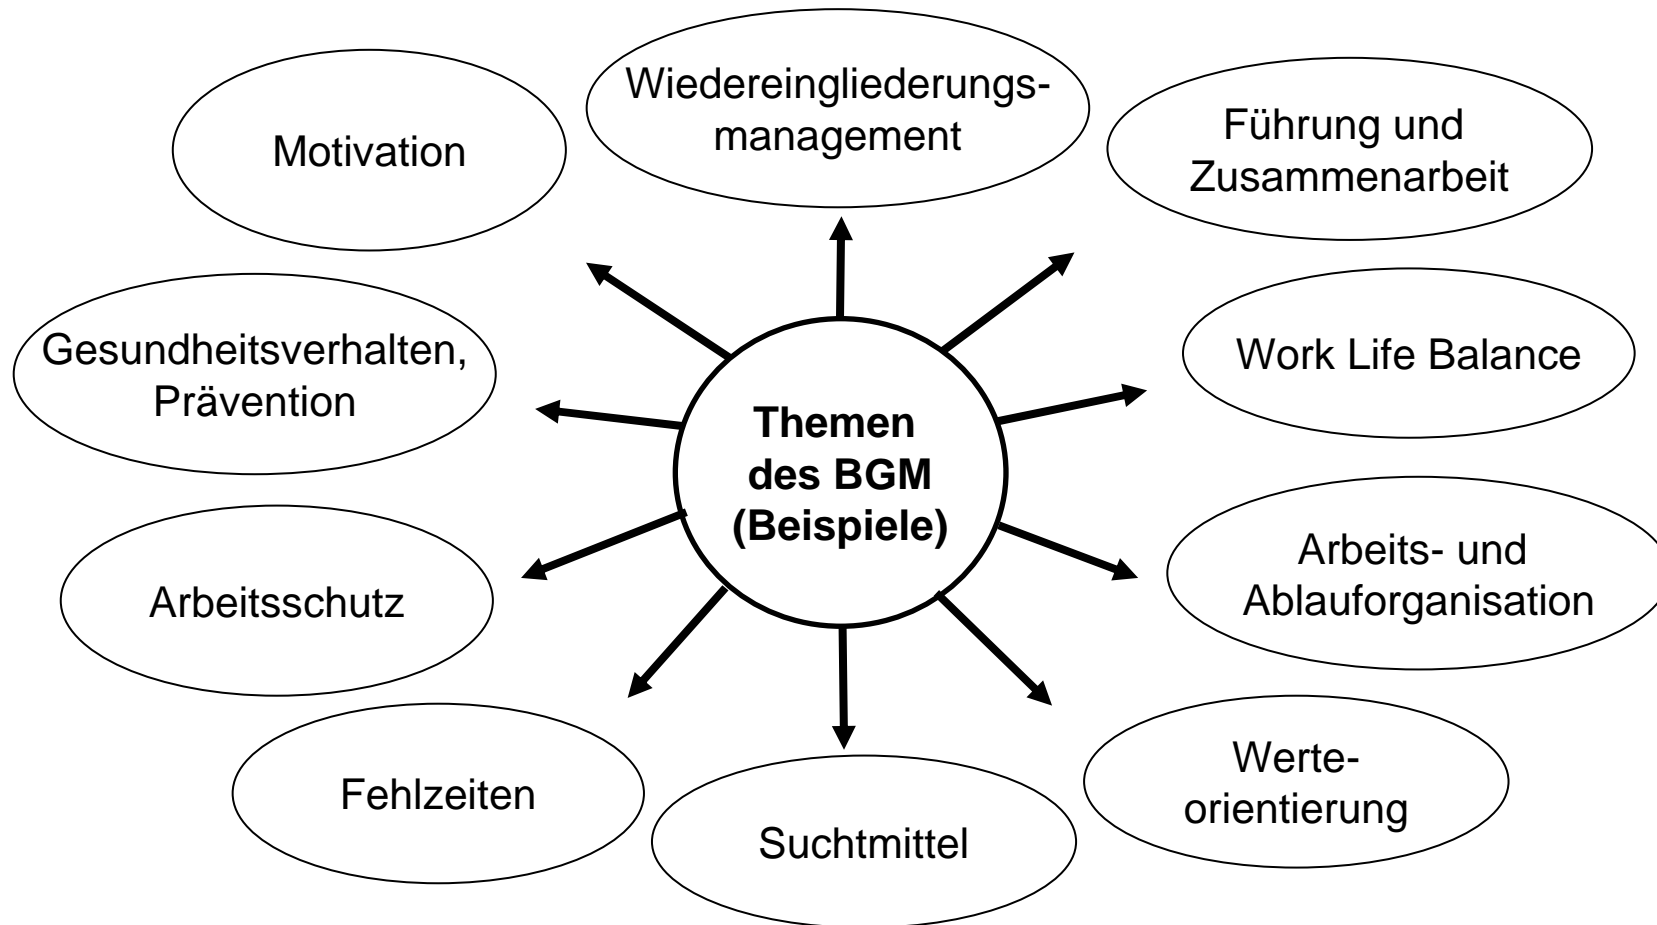 Wiedereingliederungs-
management
Motivation
Führung und
Zusammenarbeit
Gesundheitsverhalten,
Prävention
Work Life Balance
Themen
des BGM
(Beispiele)
Arbeitsschutz
Arbeits- und
Ablauforganisation
Fehlzeiten
Suchtmittel
Werte-
orientierung